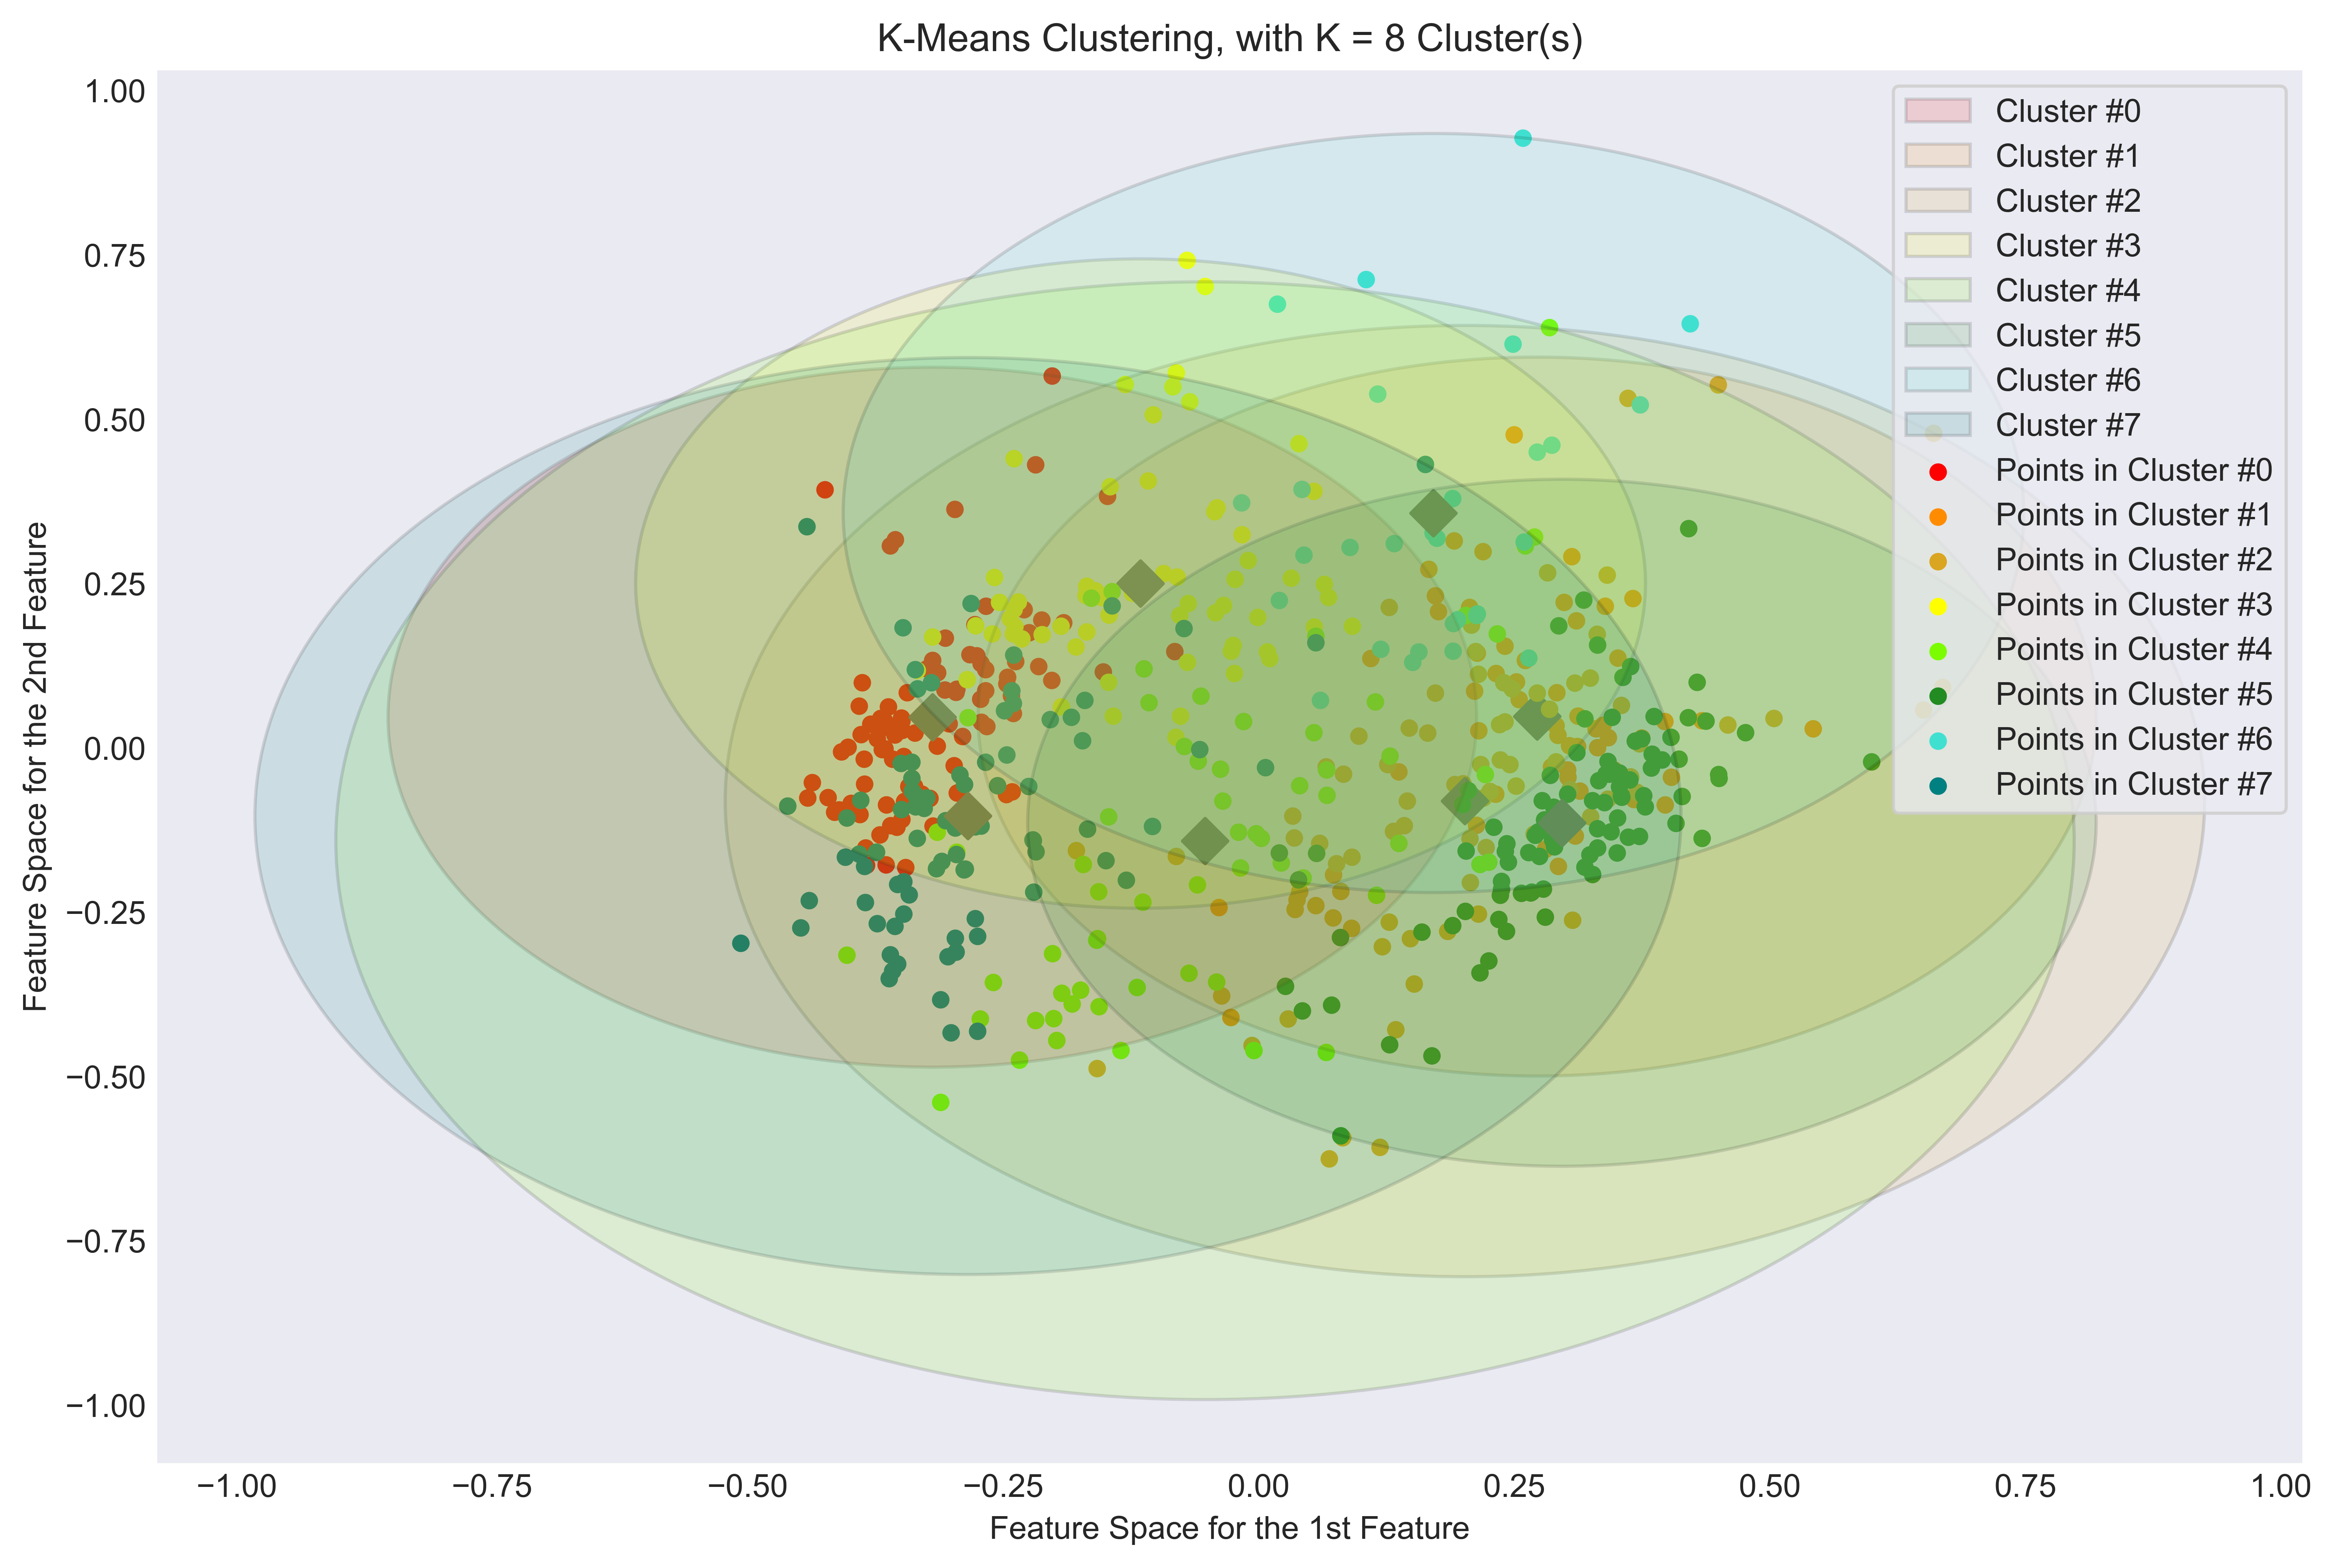 K-Means Clustering, with K = 8 Cluster(s)
1.00
0.75
0.50
0.25
0.00
−0.25
−0.50
−0.75
−1.00
Feature Space for the 2nd Feature
Cluster #0
Cluster #1
Cluster #2
Cluster #3
Cluster #4
Cluster #5
Cluster #6
Cluster #7
Points in Cluster #0
Points in Cluster #1
Points in Cluster #2
Points in Cluster #3
Points in Cluster #4
Points in Cluster #5
Points in Cluster #6
Points in Cluster #7
−1.00 −0.75 −0.50 −0.25 0.00 0.25 0.50 0.75 1.00
Feature Space for the 1st Feature